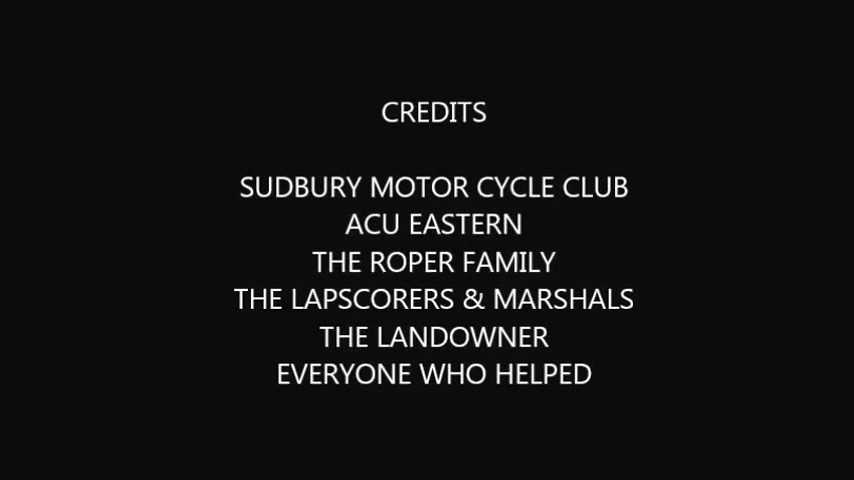 CREDITS
SUDBURY MOTOR CYCLE CLUB
ACU EASTERN
THE ROPER FAMILY
THE LAPSCORERS & MARSHALS
THE LANDOWNER
EVERYONE WHO HELPED